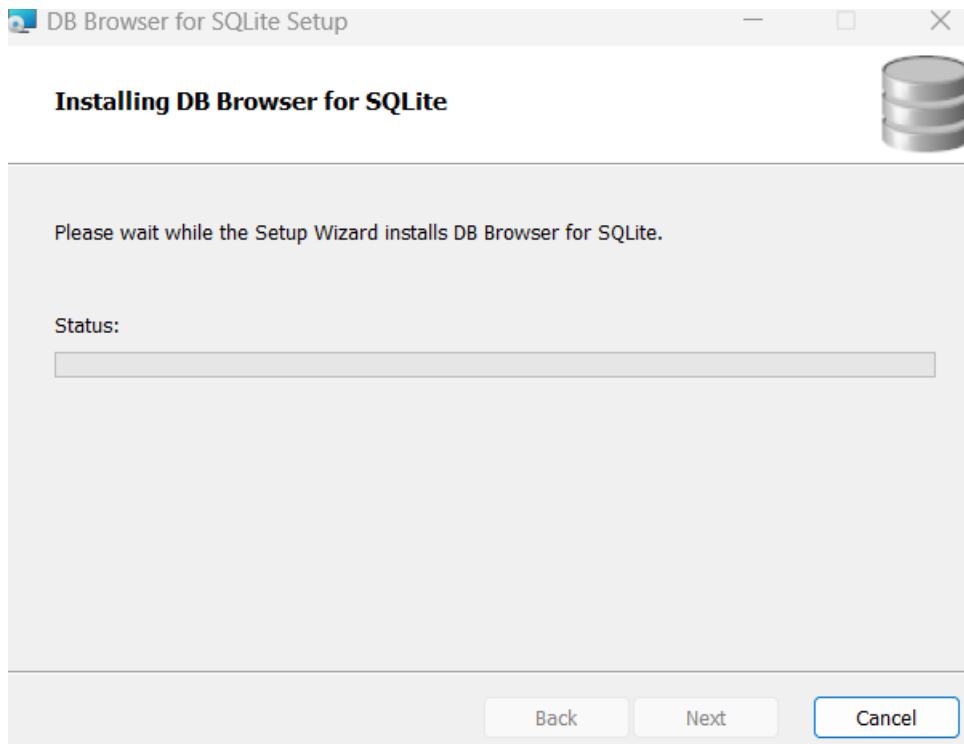 DB Browser for SQLite Setup
Installing DB Browser for SQLite
Please wait while the Setup Wizard installs DB Browser for SQLite.
Status:
Back
Next
Cancel